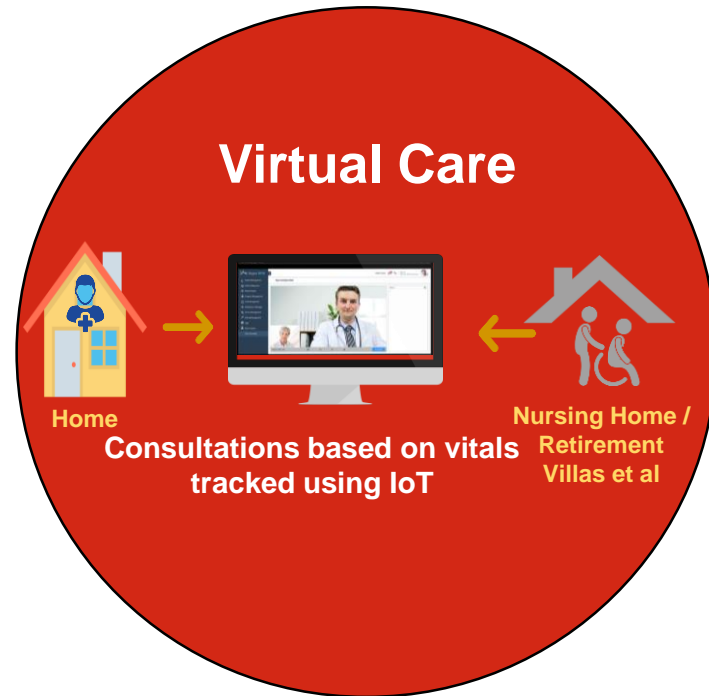 Virtual Care
Home
Consultations based on vitals
tracked using IoT
Nursing Home /
Retirement
Villas et al